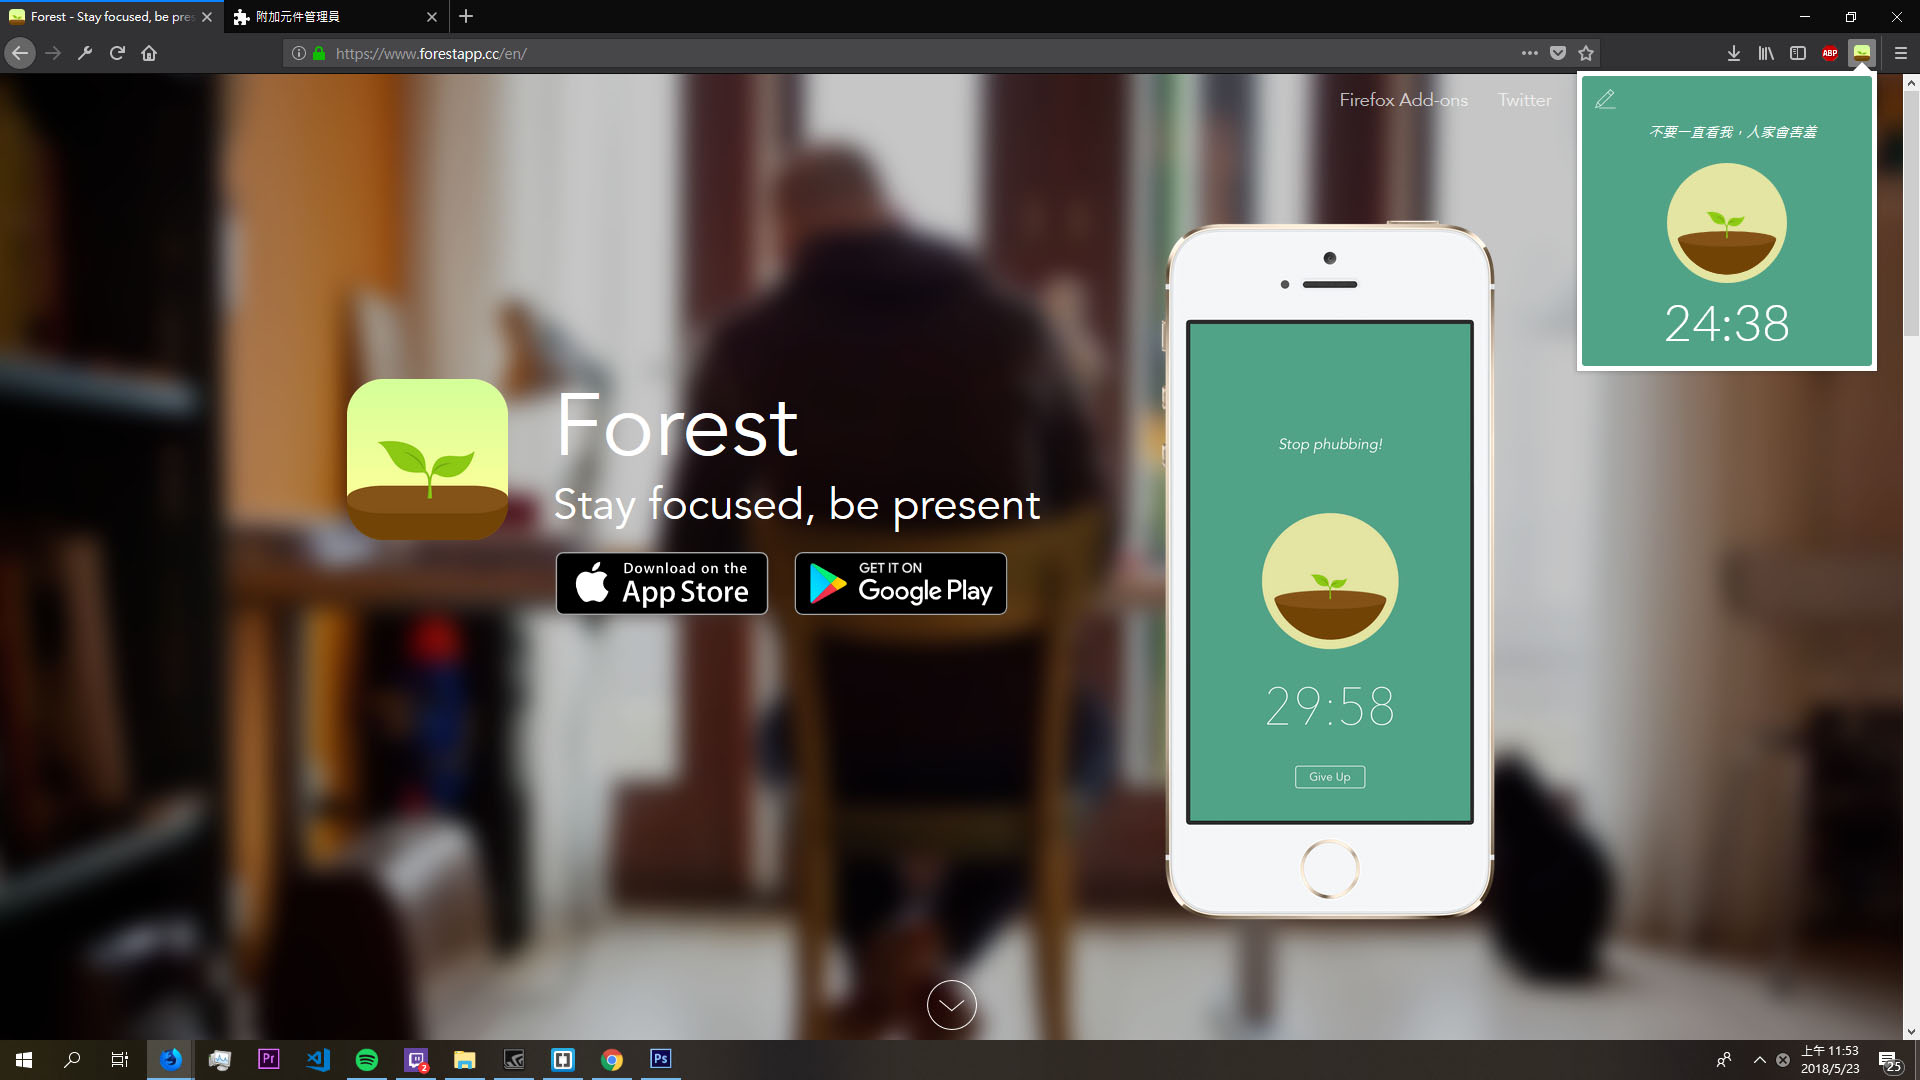 Forest - Stay focused, be pres
附加元件管理員
https://www.forestapp.cc/en/
ABP
Firefox Add-ons
Twitter
不要一直看我，人家會害羞
24:38
Forest
Stay focused, be present
Download on the
App Store
GET IT ON
Google Play
Stop phubbing!
29:58
Give Up
Pr
2
Ps
上午 11:53
2018/5/23
25